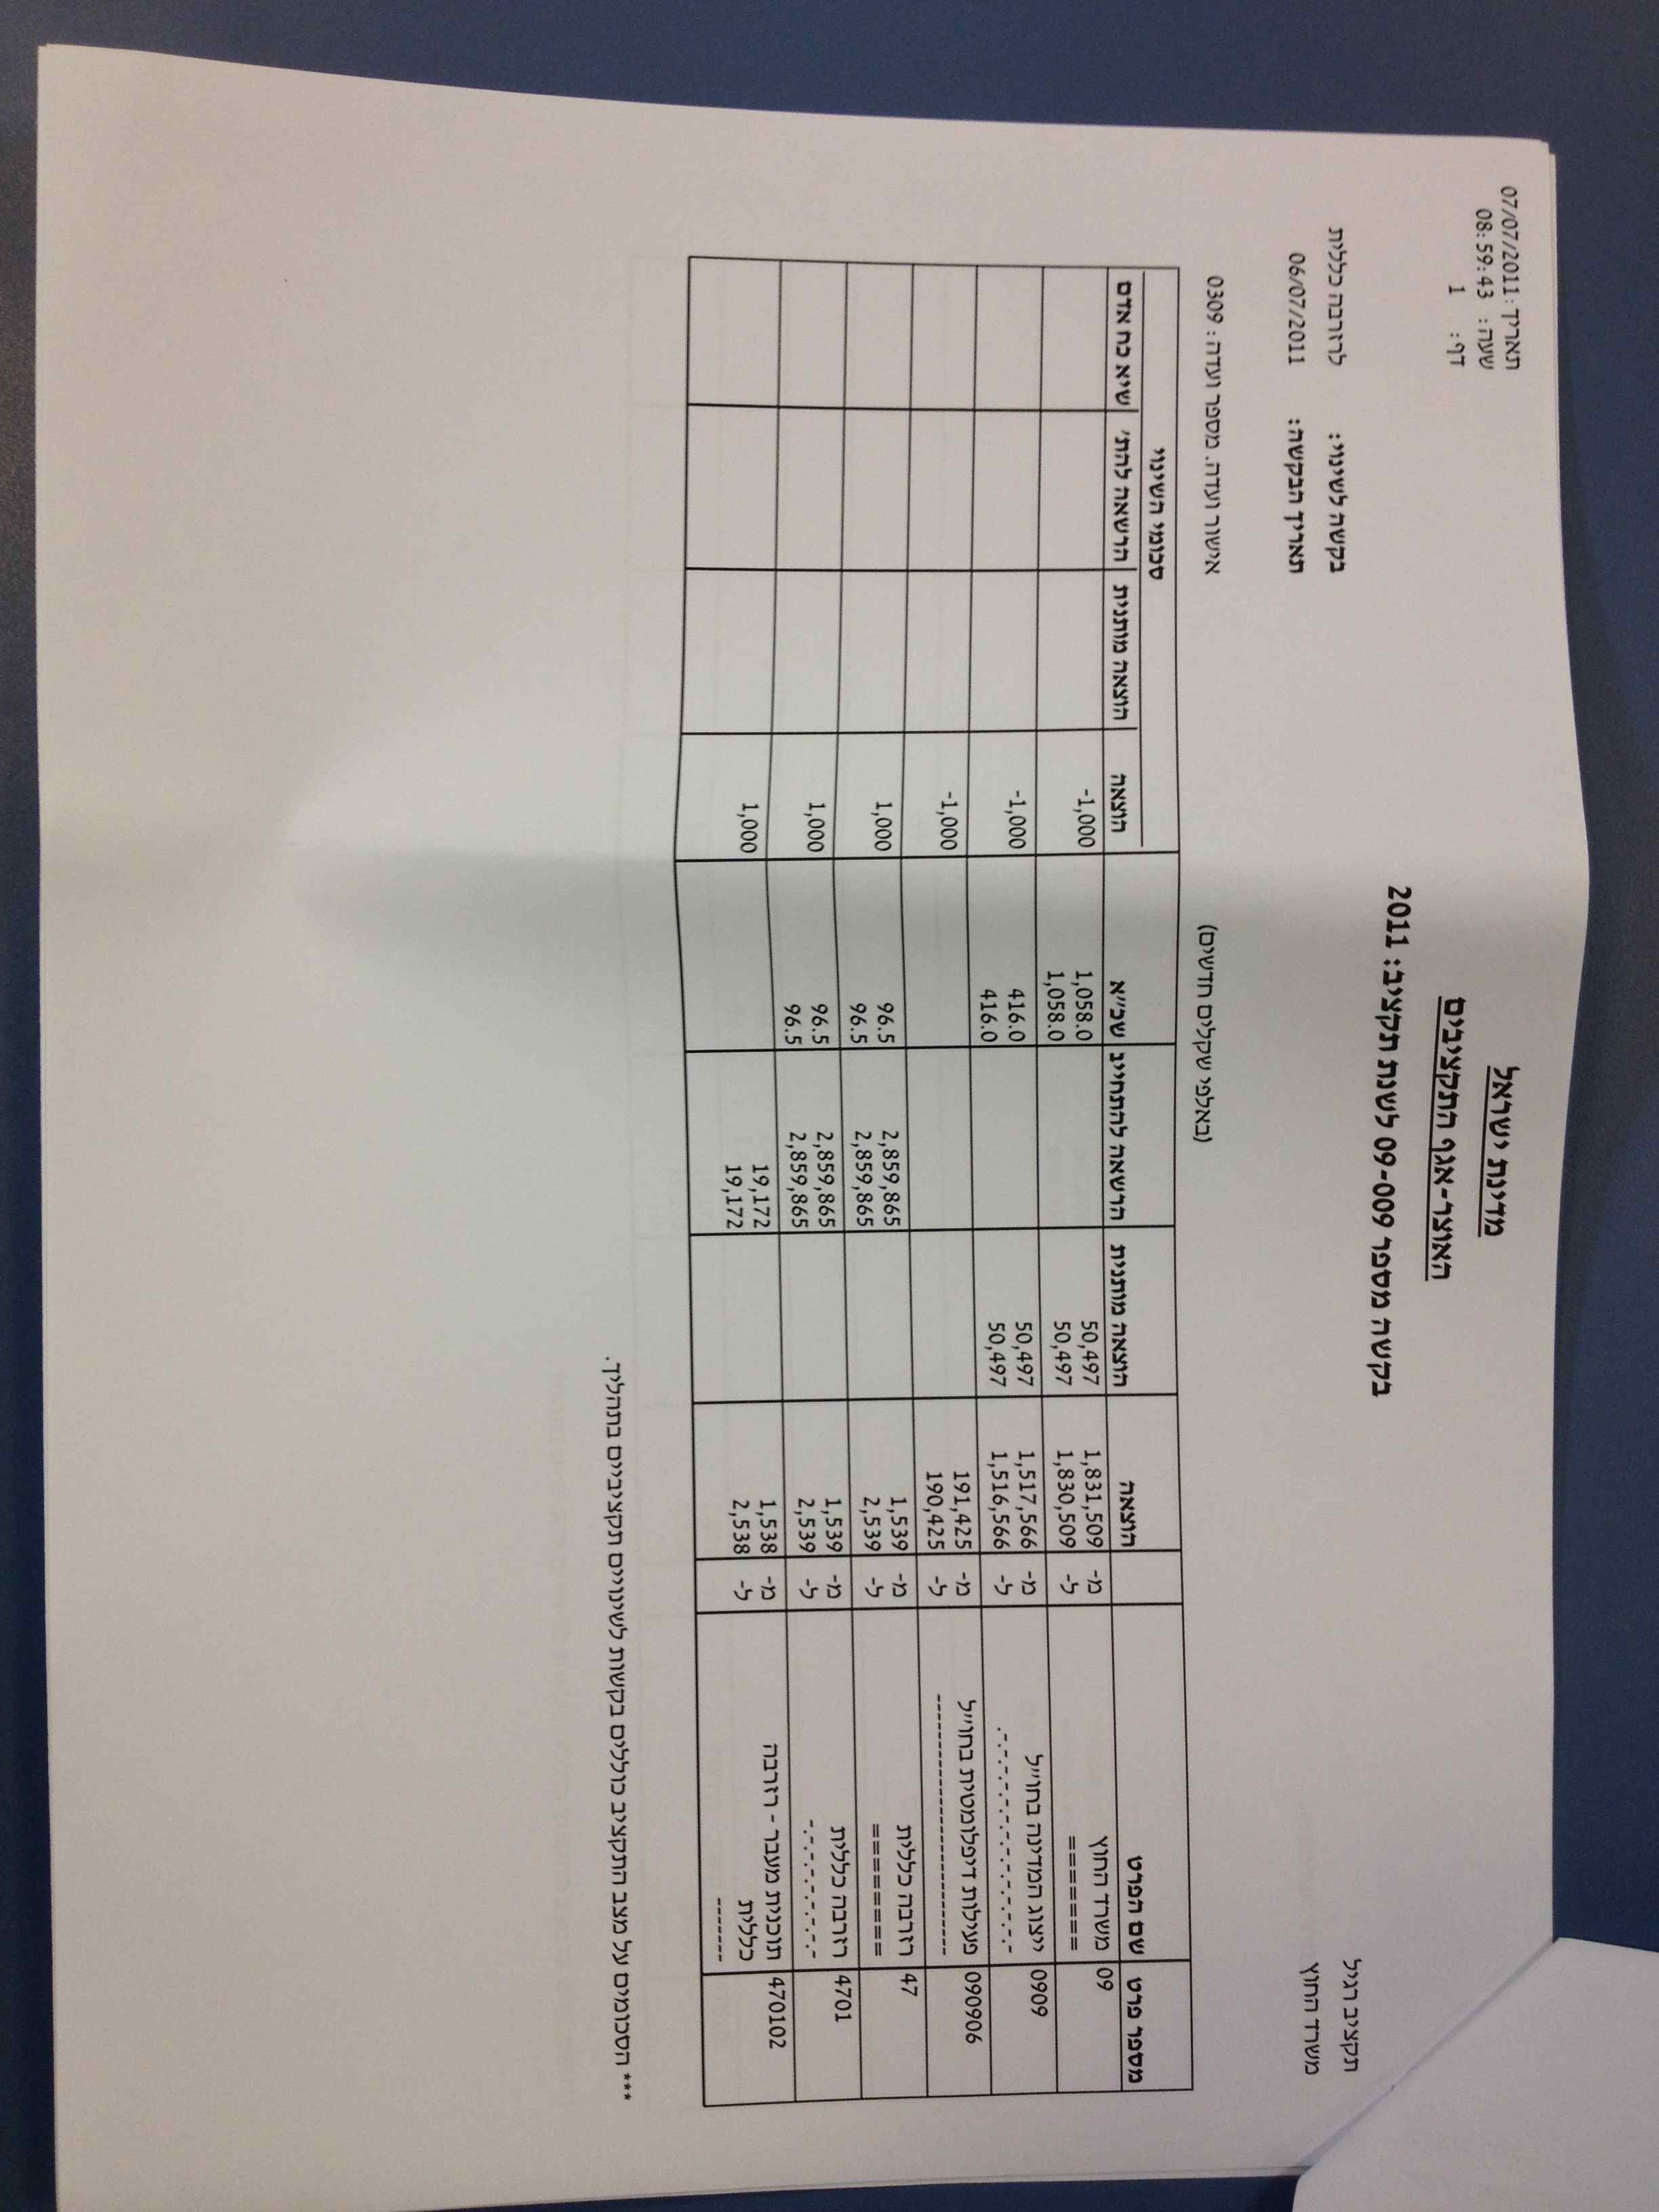 תאריך: 07/07/2011
שעה: 08:59:43
דף: 1
מדינת ישראל
האוצר-אגף התקציבים
בקשה מספר 09-009 לשנת תקציב: 2011
תקציב רגיל
בקשה לשינוי: לרזרבה כללית
משרד החוץ
תאריך הבקשה: 06/07/2011
(באלפי שקלים חדשים)
אישור ועדה. מספר ועדה: 0309
סכומי השינוי
מספר פרט שם הפרט הוצאה הוצאה מותנית הרשאה להתחייב שכ״א הוצאה הוצאה מותנית הרשאה להתח׳ שיא כח אדם
09 משרד החוץ מ- 1,831,509 50,497 1,058.0 -1,000
======= ל- 1,830,509 50,497 1,058.0
0909 ייצוג המדינה בחו״ל מ- 1,517,566 50,497 416.0 -1,000
-.-.-.-.-.-.-.-.-.-. ל- 1,516,566 50,497 416.0
090906 פעילות דיפלומטית בחו״ל מ- 191,425 -1,000
----------------------- ל- 190,425
47 רזרבה כללית מ- 1,539 2,859,865 96.5 1,000
======== ל- 2,539 2,859,865 96.5
4701 רזרבה כללית מ- 1,539 2,859,865 96.5 1,000
-.-.-.-.-.-.- ל- 2,539 2,859,865 96.5
470102 תוכנית מעבר - רזרבה מ- 1,538 19,172 1,000
כללית ל- 2,538 19,172
-------
*** הסכומים על מצב התקציב כוללים בקשות לשינויים תקציביים בתהליך.